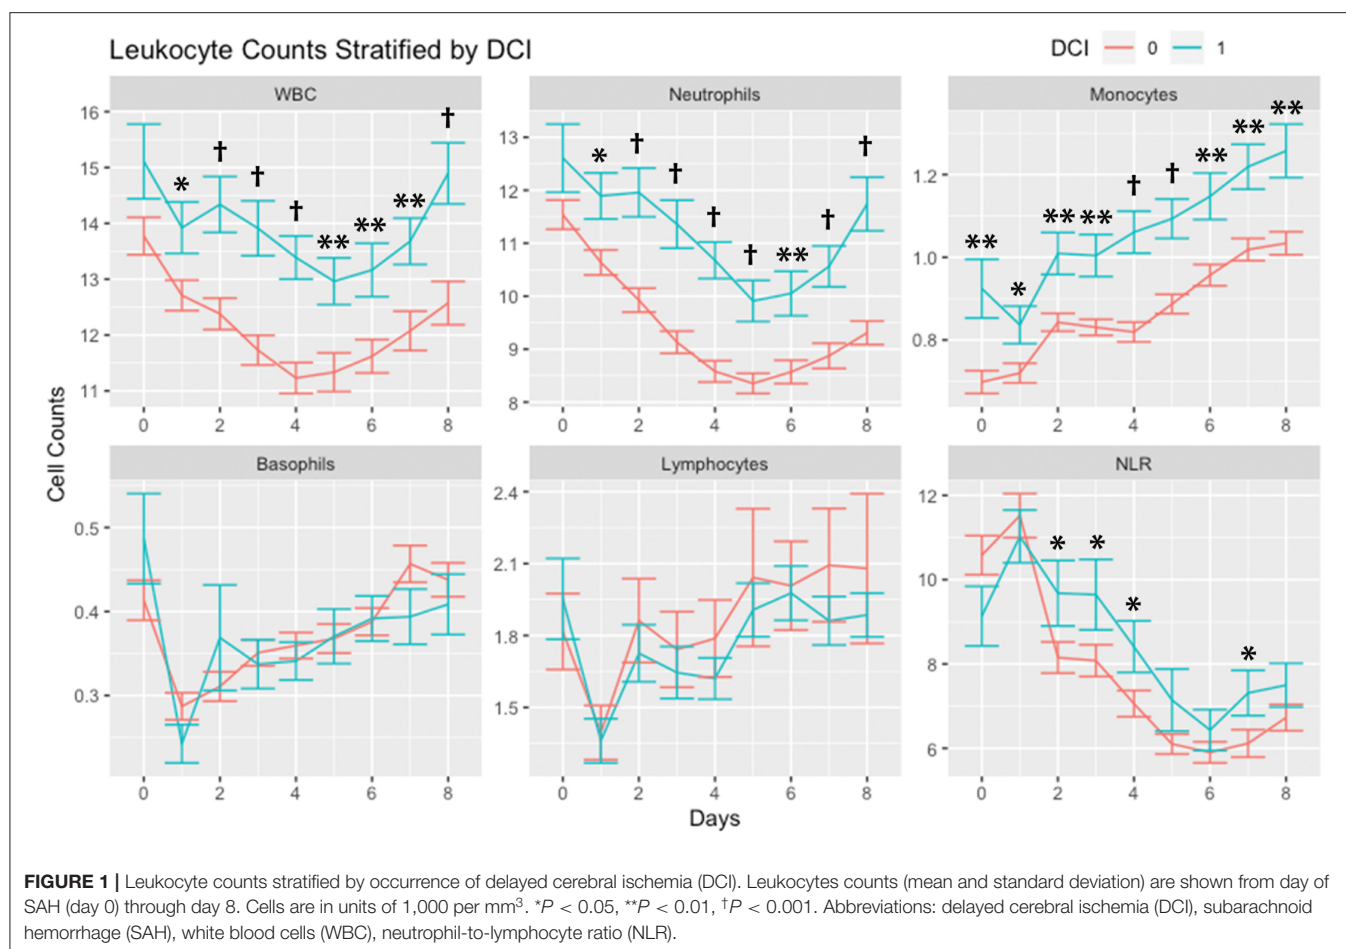 Leukocyte Counts Stratified by DCI
DCI 0 1
Cell Counts
WBC
16
15
14
13
12
11
* † † † ** ** ** †
0 2 4 6 8
Neutrophils
13
12
11
10
9
8
* † † † † ** † †
0 2 4 6 8
Monocytes
1.2
1.0
0.8
** * ** ** † † ** ** **
0 2 4 6 8
Basophils
0.5
0.4
0.3
0 2 4 6 8
Lymphocytes
2.4
2.1
1.8
1.5
0 2 4 6 8
NLR
12
10
8
6
* * * *
0 2 4 6 8
Days
FIGURE 1 | Leukocyte counts stratified by occurrence of delayed cerebral ischemia (DCI). Leukocytes counts (mean and standard deviation) are shown from day of
SAH (day 0) through day 8. Cells are in units of 1,000 per mm³. *P < 0.05, **P < 0.01, †P < 0.001. Abbreviations: delayed cerebral ischemia (DCI), subarachnoid
hemorrhage (SAH), white blood cells (WBC), neutrophil-to-lymphocyte ratio (NLR).